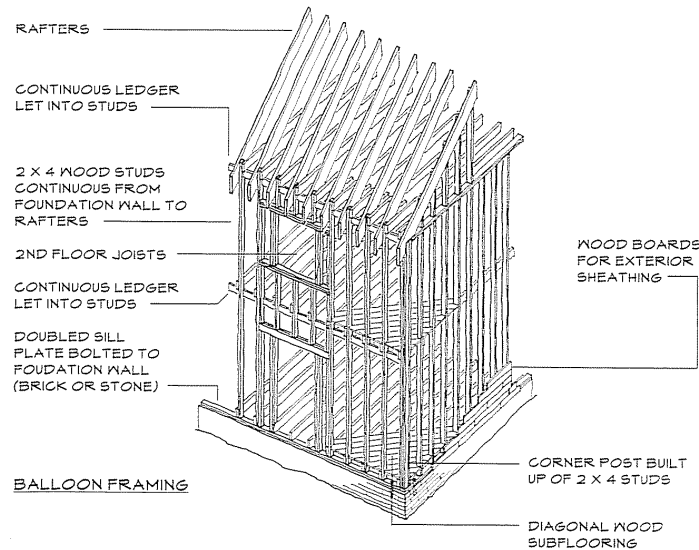 RAFTERS
CONTINUOUS LEDGER
LET INTO STUDS
2 X 4 WOOD STUDS
CONTINUOUS FROM
FOUNDATION WALL TO
RAFTERS
2ND FLOOR JOISTS
CONTINUOUS LEDGER
LET INTO STUDS
DOUBLED SILL
PLATE BOLTED TO
FOUDATION WALL
(BRICK OR STONE)
BALLOON FRAMING
WOOD BOARDS
FOR EXTERIOR
SHEATHING
CORNER POST BUILT
UP OF 2 X 4 STUDS
DIAGONAL WOOD
SUBFLOORING